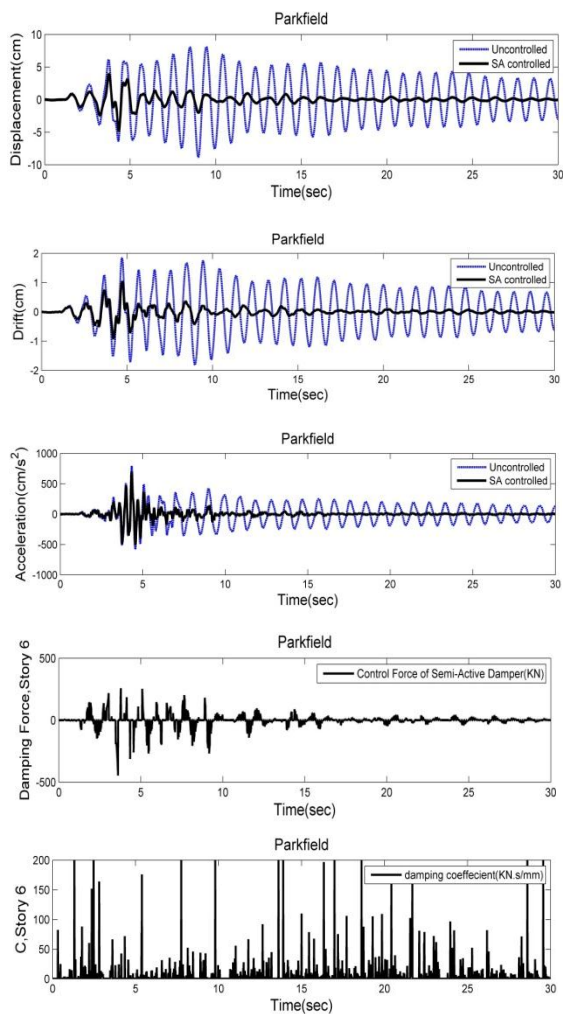 Parkfield
Displacement(cm)
10
5
0
-5
-10
Uncontrolled
SA controlled
0 5 10 15 20 25 30
Time(sec)
Parkfield
Drift(cm)
2
1
0
-1
-2
Uncontrolled
SA controlled
0 5 10 15 20 25 30
Time(sec)
Parkfield
Acceleration(cm/s²)
1000
500
0
-500
-1000
Uncontrolled
SA controlled
0 5 10 15 20 25 30
Time(sec)
Parkfield
Damping Force,Story 6
500
0
-500
Control Force of Semi-Active Damper(KN)
0 5 10 15 20 25 30
Time(sec)
Parkfield
C,Story 6
200
150
100
50
0
damping coeffecient(KN.s/mm)
0 5 10 15 20 25 30
Time(sec)